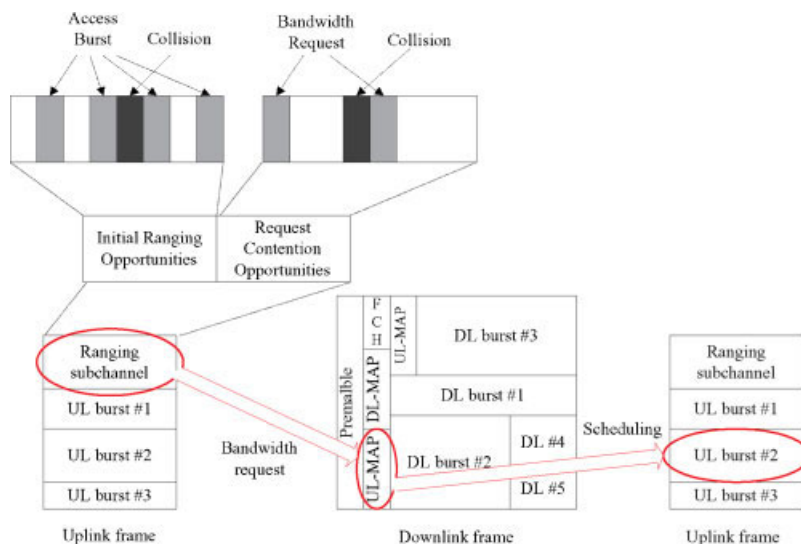 Access
Burst
Collision
Bandwidth
Request
Collision
Initial Ranging
Opportunities
Request
Contention
Opportunities
Ranging
subchannel
UL burst #1
UL burst #2
UL burst #3
Uplink frame
Bandwidth
request
Premalble
F
C
H
DL-MAP
UL-MAP
UL-MAP
DL burst #3
DL burst #1
DL burst #2
DL #4
DL #5
Downlink frame
Scheduling
Ranging
subchannel
UL burst #1
UL burst #2
UL burst #3
Uplink frame